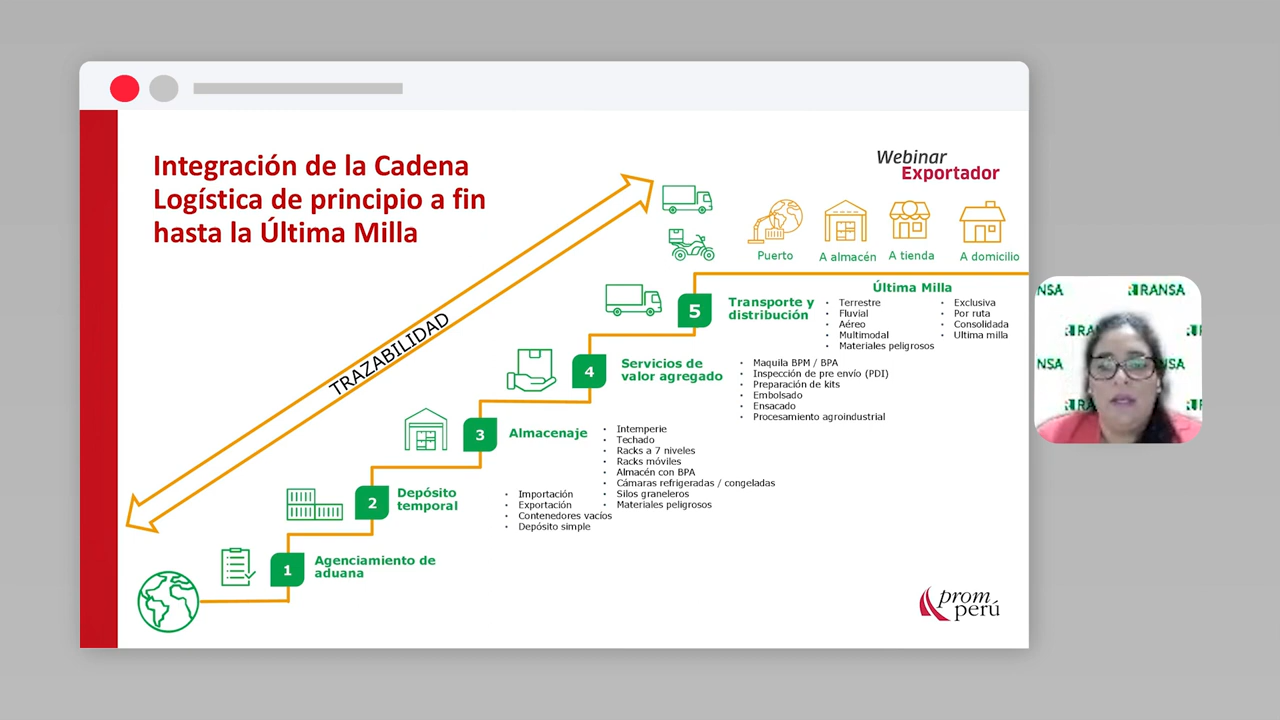 Integración de la Cadena
Logística de principio a fin
hasta la Última Milla
Webinar
Exportador
TRAZABILIDAD
Puerto
A almacén
A tienda
A domicilio
Última Milla
5
Transporte y
distribución
• Terrestre
• Fluvial
• Aéreo
• Multimodal
• Materiales peligrosos
• Exclusiva
• Por ruta
• Consolidada
• Ultima milla
4
Servicios de
valor agregado
• Maquila BPM / BPA
• Inspección de pre envío (PDI)
• Preparación de kits
• Embolsado
• Ensacado
• Procesamiento agroindustrial
3
Almacenaje
• Intemperie
• Techado
• Racks a 7 niveles
• Racks móviles
• Almacén con BPA
• Cámaras refrigeradas / congeladas
• Silos graneleros
• Materiales peligrosos
2
Depósito
temporal
• Importación
• Exportación
• Contenedores vacíos
• Depósito simple
1
Agenciamiento de
aduana
prom
perú
NSA
RANSA
NSA